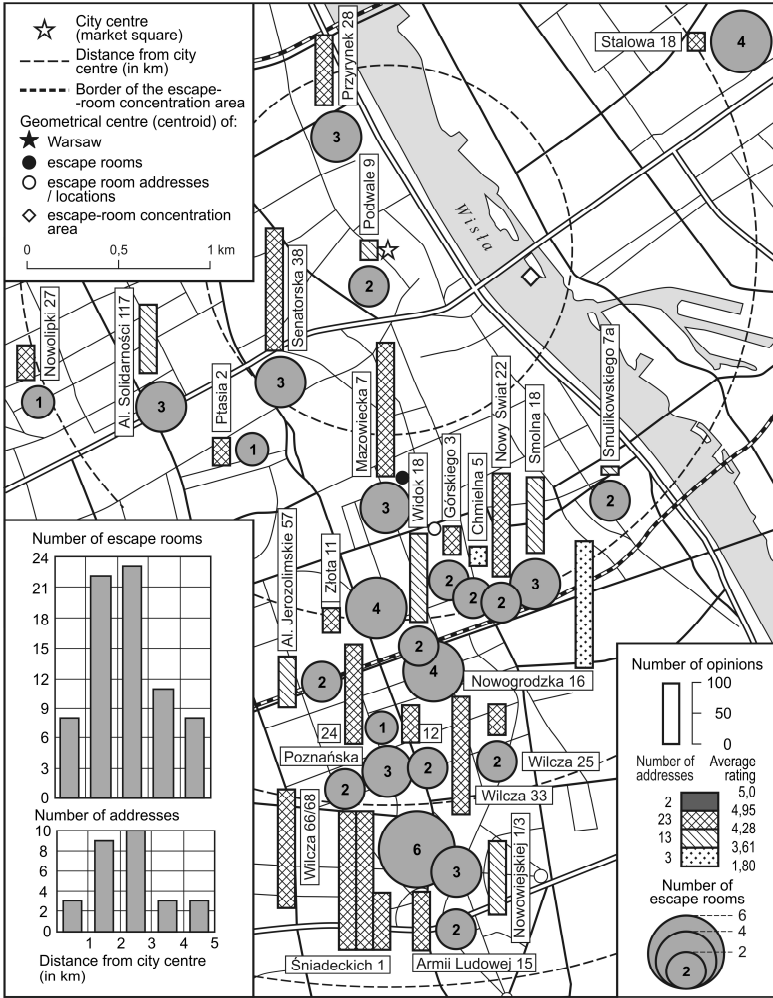 City centre
(market square)
Distance from city
centre (in km)
Border of the escape-
-room concentration area
Geometrical centre (centroid) of:
Warsaw
escape rooms
escape room addresses
/ locations
escape-room concentration
area
0 0,5 1 km
Przyrynek 28
3
Stalowa 18
4
Podwale 9
2
Wisła
Senatorska 38
3
Nowolipki 27
1
Al. Solidarności 117
3
Ptasia 2
1
Mazowiecka 7
3
Widok 18
Górskiego 3
Chmielna 5
Nowy Świat 22
Smolna 18
Smulikowskiego 7a
2
2
2
2
3
Al. Jerozolimskie 57
2
Złota 11
4
2
4
Nowogrodzka 16
24
1
12
Poznańska
3
2
2
2
Wilcza 25
Wilcza 33
Wilcza 66/68
6
3
Nowowiejskiej 1/3
2
Śniadeckich 1
Armii Ludowej 15
Number of escape rooms
24
21
18
15
12
9
6
3
0
Number of addresses
10
8
6
4
2
0
1 2 3 4 5
Distance from city centre
(in km)
Number of opinions
100
50
0
Number of addresses
Average rating
5,0
2
4,95
23
4,28
13
3,61
3
1,80
Number of
escape rooms
6
4
2
2